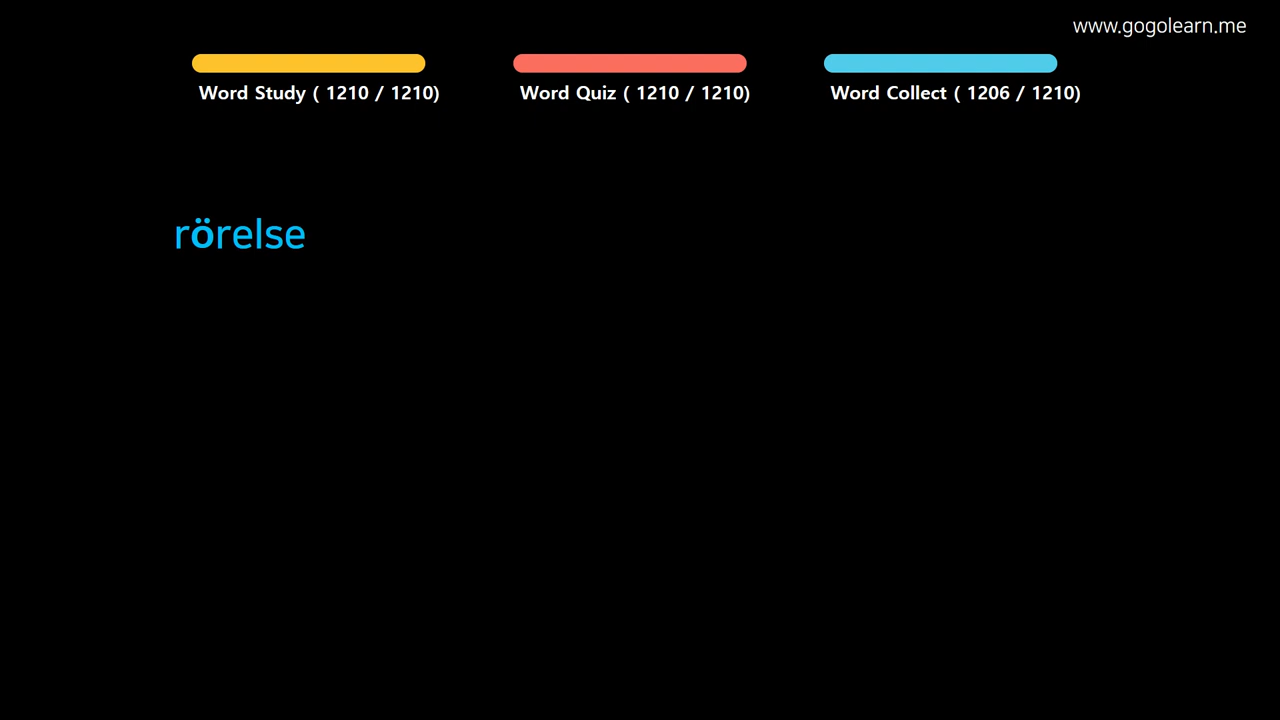 www.gogolearn.me
Word Study ( 1210 / 1210)
Word Quiz ( 1210 / 1210)
Word Collect ( 1206 / 1210)
rörelse